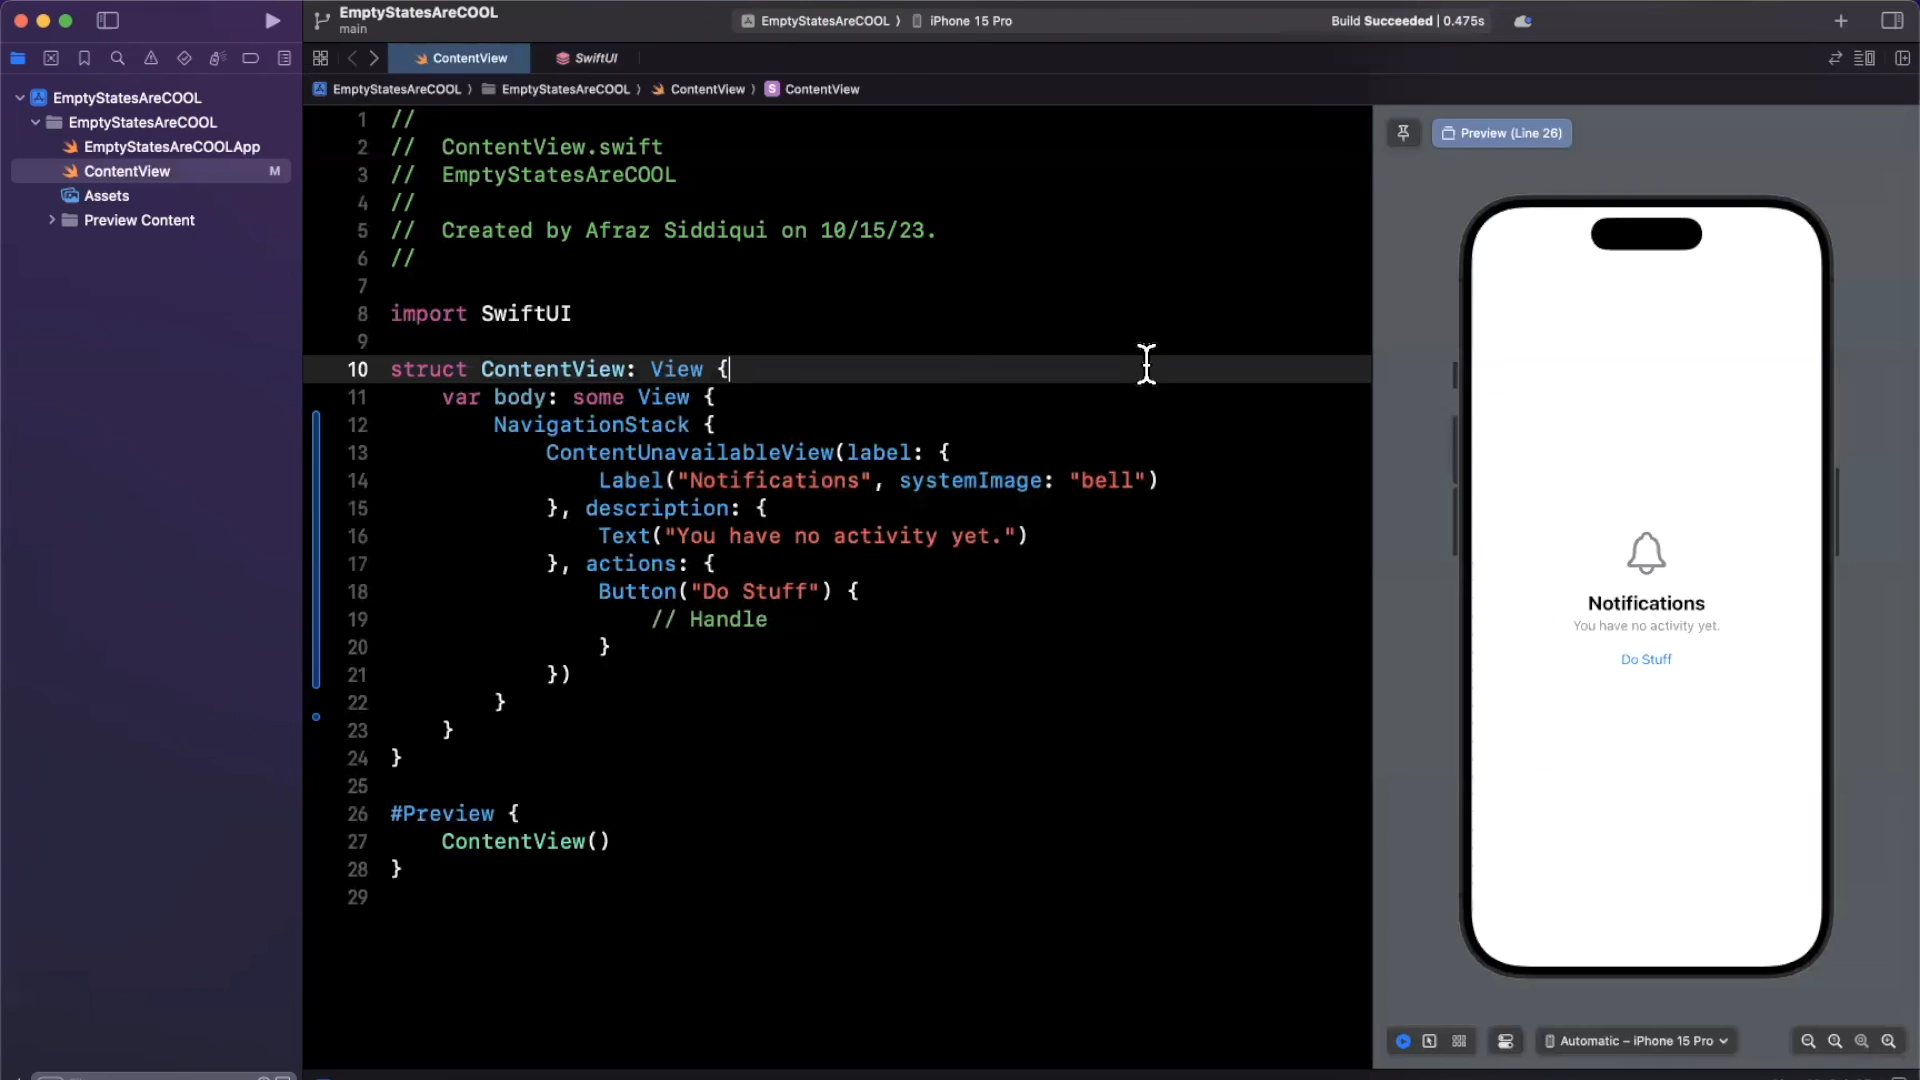 EmptyStatesAreCOOL
main
EmptyStatesAreCOOL 〉 iPhone 15 Pro
Build Succeeded | 0.475s
ContentView
SwiftUI
EmptyStatesAreCOOL 〉 EmptyStatesAreCOOL 〉 ContentView 〉 S ContentView
EmptyStatesAreCOOL
EmptyStatesAreCOOL
EmptyStatesAreCOOLApp
ContentView M
Assets
Preview Content
1 //
2 //  ContentView.swift
3 //  EmptyStatesAreCOOL
4 //
5 //  Created by Afraz Siddiqui on 10/15/23.
6 //
7
8 import SwiftUI
9
10 struct ContentView: View {
11     var body: some View {
12         NavigationStack {
13             ContentUnavailableView(label: {
14                 Label("Notifications", systemImage: "bell")
15             }, description: {
16                 Text("You have no activity yet.")
17             }, actions: {
18                 Button("Do Stuff") {
19                     // Handle
20                 }
21             })
22         }
23     }
24 }
25
26 #Preview {
27     ContentView()
28 }
29
Preview (Line 26)
Notifications
You have no activity yet.
Do Stuff
Automatic – iPhone 15 Pro